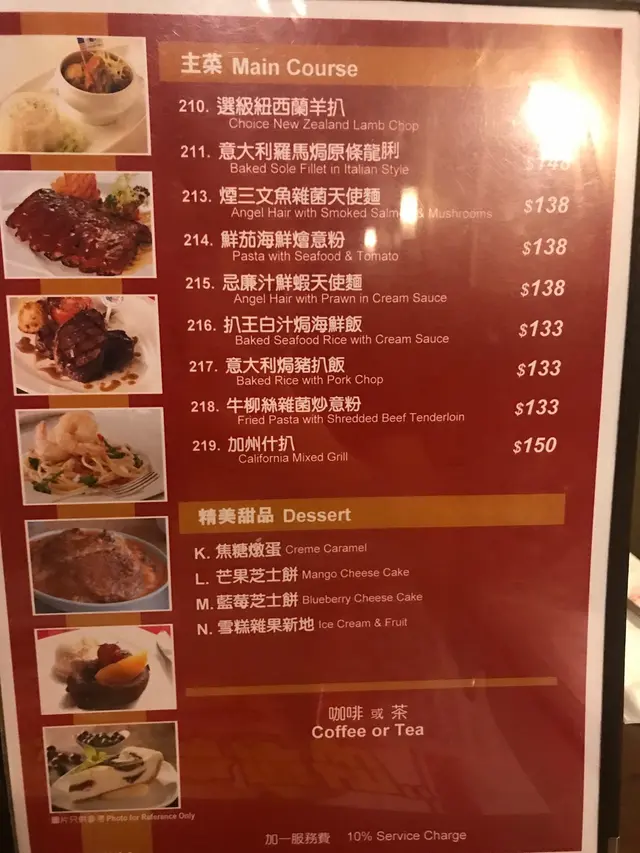 主菜 Main Course
210. 選級紐西蘭羊扒
Choice New Zealand Lamb Chop
211. 意大利羅馬焗原條龍脷
Baked Sole Fillet in Italian Style
213. 煙三文魚雜菌天使麵 $138
Angel Hair with Smoked Salmon & Mushrooms
214. 鮮茄海鮮燴意粉 $138
Pasta with Seafood & Tomato
215. 忌廉汁鮮蝦天使麵 $138
Angel Hair with Prawn in Cream Sauce
216. 扒王白汁焗海鮮飯 $133
Baked Seafood Rice with Cream Sauce
217. 意大利焗豬扒飯 $133
Baked Rice with Pork Chop
218. 牛柳絲雜菌炒意粉 $133
Fried Pasta with Shredded Beef Tenderloin
219. 加州什扒 $150
California Mixed Grill
精美甜品 Dessert
K. 焦糖燉蛋 Creme Caramel
L. 芒果芝士餅 Mango Cheese Cake
M. 藍莓芝士餅 Blueberry Cheese Cake
N. 雪糕雜果新地 Ice Cream & Fruit
咖啡 或 茶
Coffee or Tea
圖片只供參考 Photo for Reference Only
加一服務費 10% Service Charge